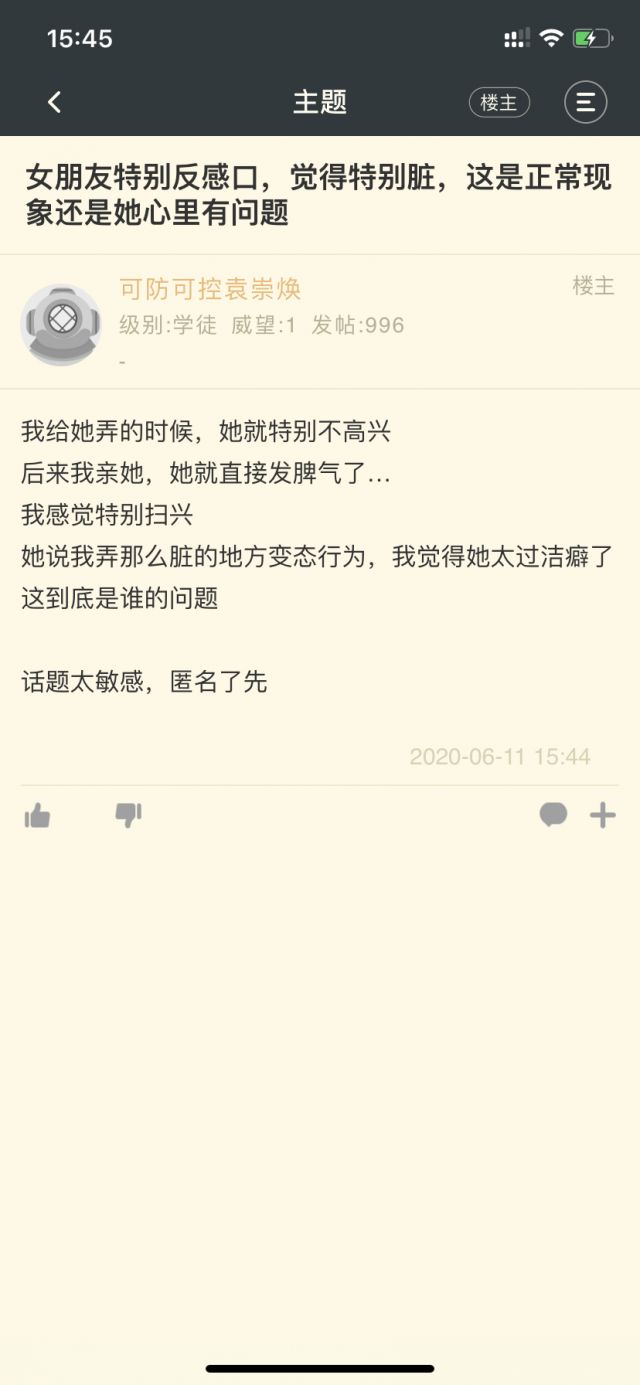 15:45
主题
楼主
女朋友特别反感口，觉得特别脏，这是正常现
象还是她心里有问题
可防可控袁崇焕
楼主
级别:学徒 威望:1 发帖:996
-
我给她弄的时候，她就特别不高兴
后来我亲她，她就直接发脾气了...
我感觉特别扫兴
她说我弄那么脏的地方变态行为，我觉得她太过洁癖了
这到底是谁的问题
话题太敏感，匿名了先
2020-06-11 15:44